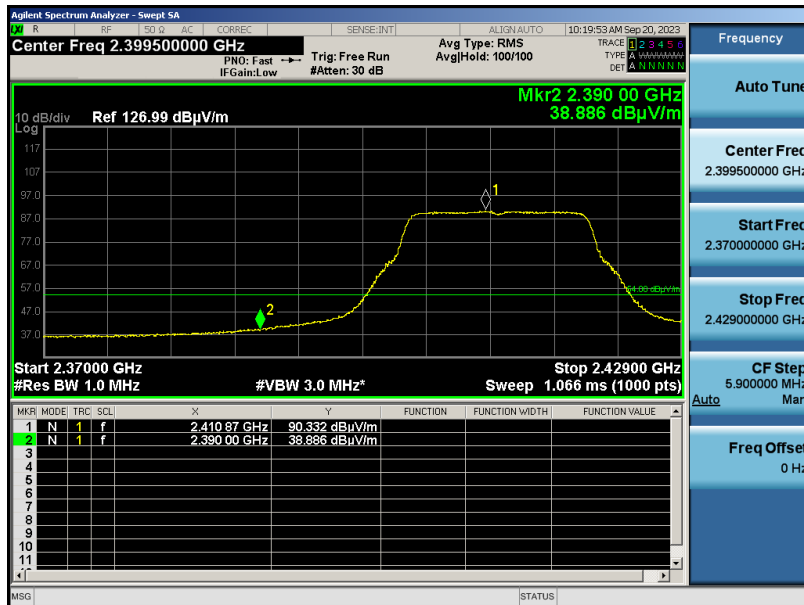 Agilent Spectrum Analyzer - Swept SA
LXI R RF 50 Ω AC CORREC SENSE:INT ALIGN AUTO 10:19:53 AM Sep 20, 2023
Center Freq 2.399500000 GHz Avg Type: RMS TRACE 1 2 3 4 5 6
PNO: Fast Trig: Free Run Avg|Hold: 100/100 TYPE A WWWWW
IFGain:Low #Atten: 30 dB DET A N N N N N
Mkr2 2.390 00 GHz
10 dB/div Ref 126.99 dBµV/m 38.886 dBµV/m
Log
117
107
97.0
87.0
77.0
67.0
57.0
54.00 dBµV/m
47.0
37.0
1
2
Start 2.37000 GHz Stop 2.42900 GHz
#Res BW 1.0 MHz #VBW 3.0 MHz* Sweep 1.066 ms (1000 pts)
MKR MODE TRC SCL X Y FUNCTION FUNCTION WIDTH FUNCTION VALUE
1 N 1 f 2.410 87 GHz 90.332 dBµV/m
2 N 1 f 2.390 00 GHz 38.886 dBµV/m
3
4
5
6
7
8
9
10
11
MSG STATUS
Frequency
Auto Tune
Center Freq
2.399500000 GHz
Start Freq
2.370000000 GHz
Stop Freq
2.429000000 GHz
CF Step
5.900000 MHz
Auto Man
Freq Offset
0 Hz